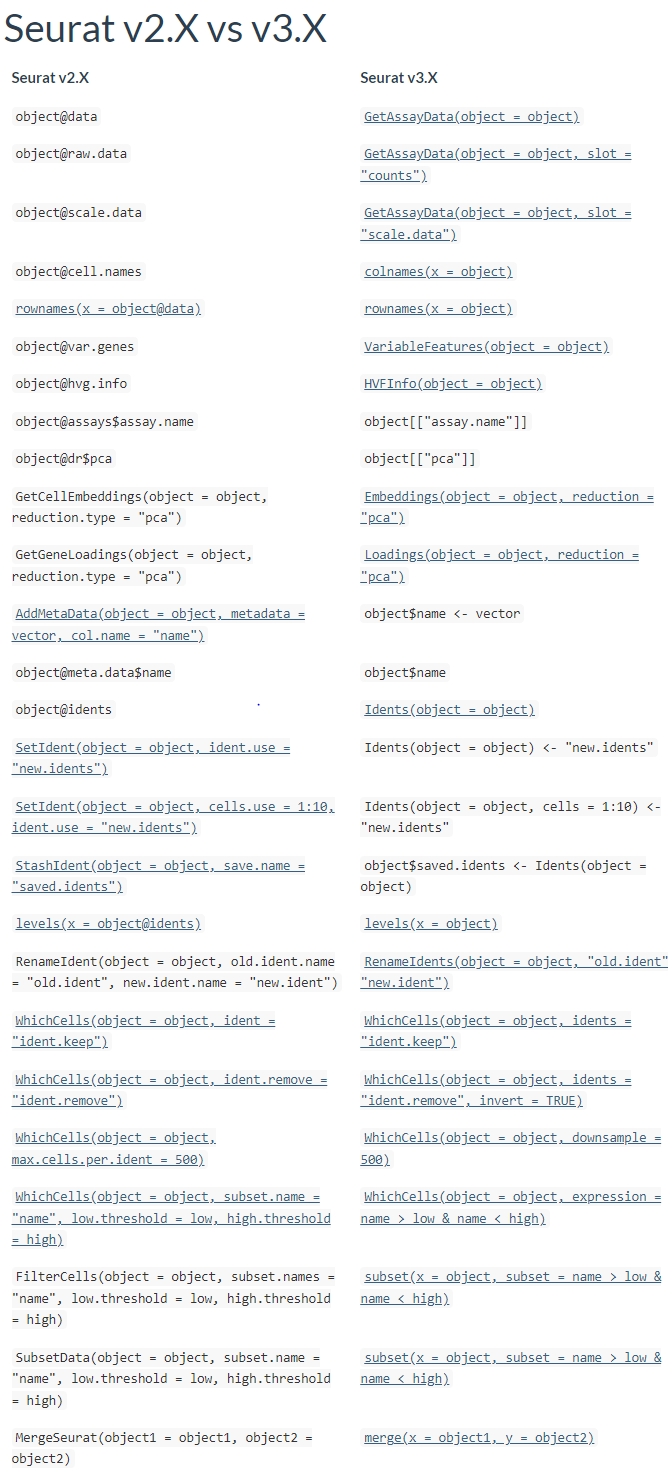 Seurat v2.X vs v3.X
Seurat v2.X Seurat v3.X
object@data GetAssayData(object = object)
object@raw.data GetAssayData(object = object, slot =
"counts")
object@scale.data GetAssayData(object = object, slot =
"scale.data")
object@cell.names colnames(x = object)
rownames(x = object@data) rownames(x = object)
object@var.genes VariableFeatures(object = object)
object@hvg.info HVFInfo(object = object)
object@assays$assay.name object[["assay.name"]]
object@dr$pca object[["pca"]]
GetCellEmbeddings(object = object, Embeddings(object = object, reduction =
reduction.type = "pca") "pca")
GetGeneLoadings(object = object, Loadings(object = object, reduction =
reduction.type = "pca") "pca")
AddMetaData(object = object, metadata = object$name <- vector
vector, col.name = "name")
object@meta.data$name object$name
object@idents Idents(object = object)
SetIdent(object = object, ident.use = Idents(object = object) <- "new.idents"
"new.idents")
SetIdent(object = object, cells.use = 1:10, Idents(object = object, cells = 1:10) <-
ident.use = "new.idents") "new.idents"
StashIdent(object = object, save.name = object$saved.idents <- Idents(object =
"saved.idents") object)
levels(x = object@idents) levels(x = object)
RenameIdent(object = object, old.ident.name RenameIdents(object = object, "old.ident"
= "old.ident", new.ident.name = "new.ident") "new.ident")
WhichCells(object = object, ident = WhichCells(object = object, idents =
"ident.keep") "ident.keep")
WhichCells(object = object, ident.remove = WhichCells(object = object, idents =
"ident.remove") "ident.remove", invert = TRUE)
WhichCells(object = object, WhichCells(object = object, downsample =
max.cells.per.ident = 500) 500)
WhichCells(object = object, subset.name = WhichCells(object = object, expression =
"name", low.threshold = low, high.threshold name > low & name < high)
= high)
FilterCells(object = object, subset.names = subset(x = object, subset = name > low &
"name", low.threshold = low, high.threshold name < high)
= high)
SubsetData(object = object, subset.name = subset(x = object, subset = name > low &
"name", low.threshold = low, high.threshold name < high)
= high)
MergeSeurat(object1 = object1, object2 = merge(x = object1, y = object2)
object2)